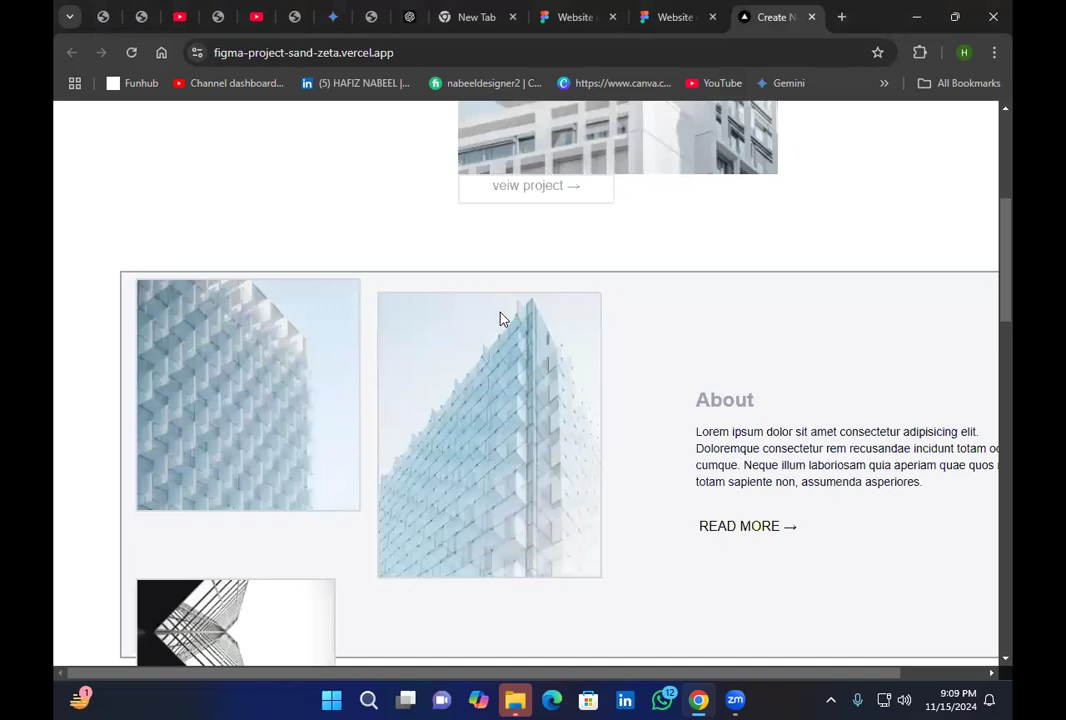 New Tab
Website
Website
Create N
figma-project-sand-zeta.vercel.app
H
Funhub
Channel dashboard...
(5) HAFIZ NABEEL |...
nabeeldesigner2 | C...
https://www.canva.c...
YouTube
Gemini
»
All Bookmarks
veiw project →
About
Lorem ipsum dolor sit amet consectetur adipisicing elit.
Doloremque consectetur rem recusandae incidunt totam
cumque. Neque illum laboriosam quia aperiam quae quos
totam sapiente non, assumenda asperiores.
READ MORE →
1
12
zm
9:09 PM
11/15/2024